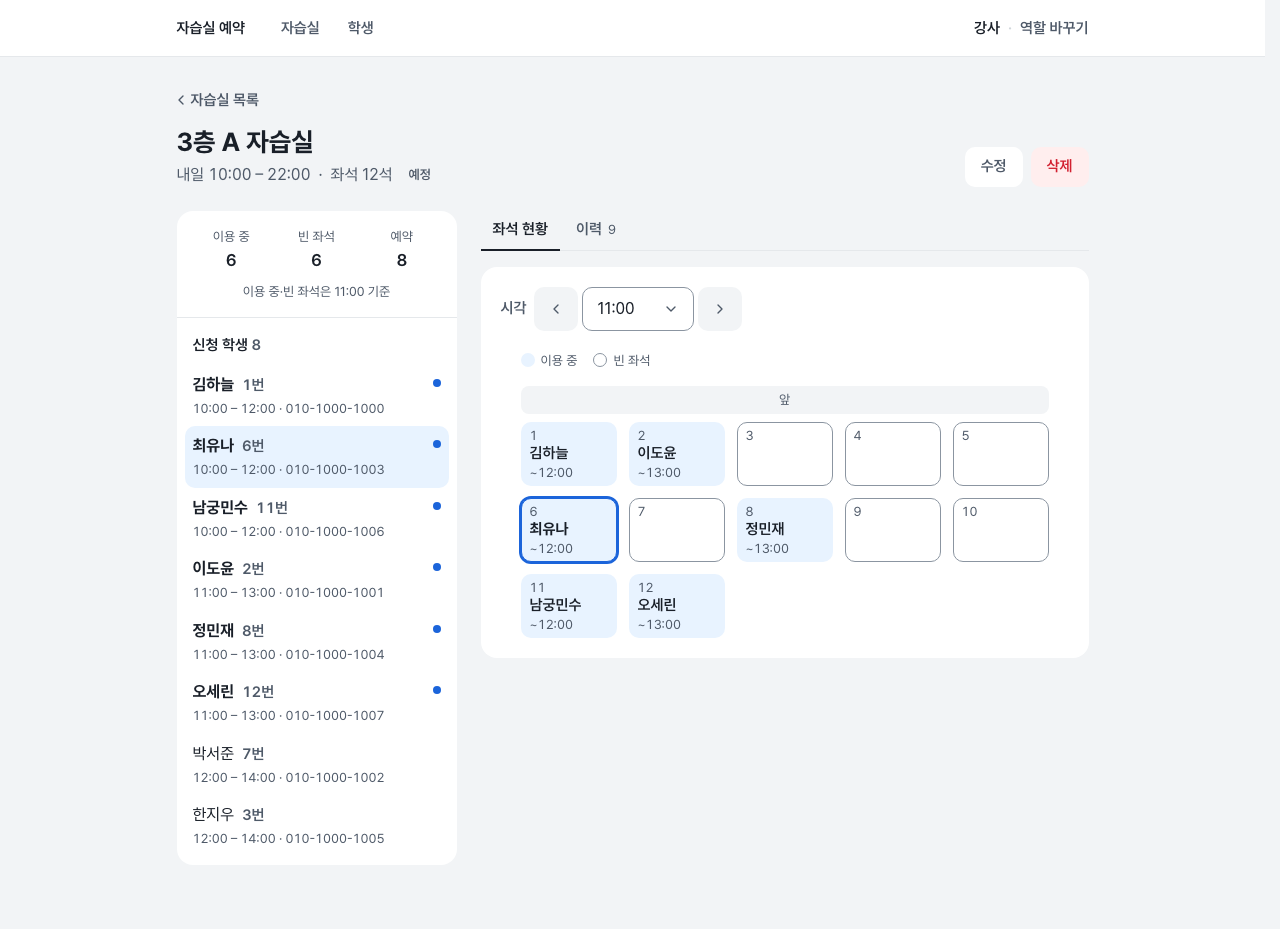 자습실 예약 자습실 학생 강사 · 역할 바꾸기
자습실 목록
3층 A 자습실
내일 10:00 – 22:00 · 좌석 12석 예정
수정 삭제
이용 중 빈 좌석 예약
6 6 8
이용 중·빈 좌석은 11:00 기준
신청 학생 8
김하늘 1번
10:00 – 12:00 · 010-1000-1000
최유나 6번
10:00 – 12:00 · 010-1000-1003
남궁민수 11번
10:00 – 12:00 · 010-1000-1006
이도윤 2번
11:00 – 13:00 · 010-1000-1001
정민재 8번
11:00 – 13:00 · 010-1000-1004
오세린 12번
11:00 – 13:00 · 010-1000-1007
박서준 7번
12:00 – 14:00 · 010-1000-1002
한지우 3번
12:00 – 14:00 · 010-1000-1005
좌석 현황 이력 9
시각 11:00
이용 중 빈 좌석
앞
1 2 3 4 5
김하늘 이도윤
~12:00 ~13:00
6 7 8 9 10
최유나 정민재
~12:00 ~13:00
11 12
남궁민수 오세린
~12:00 ~13:00